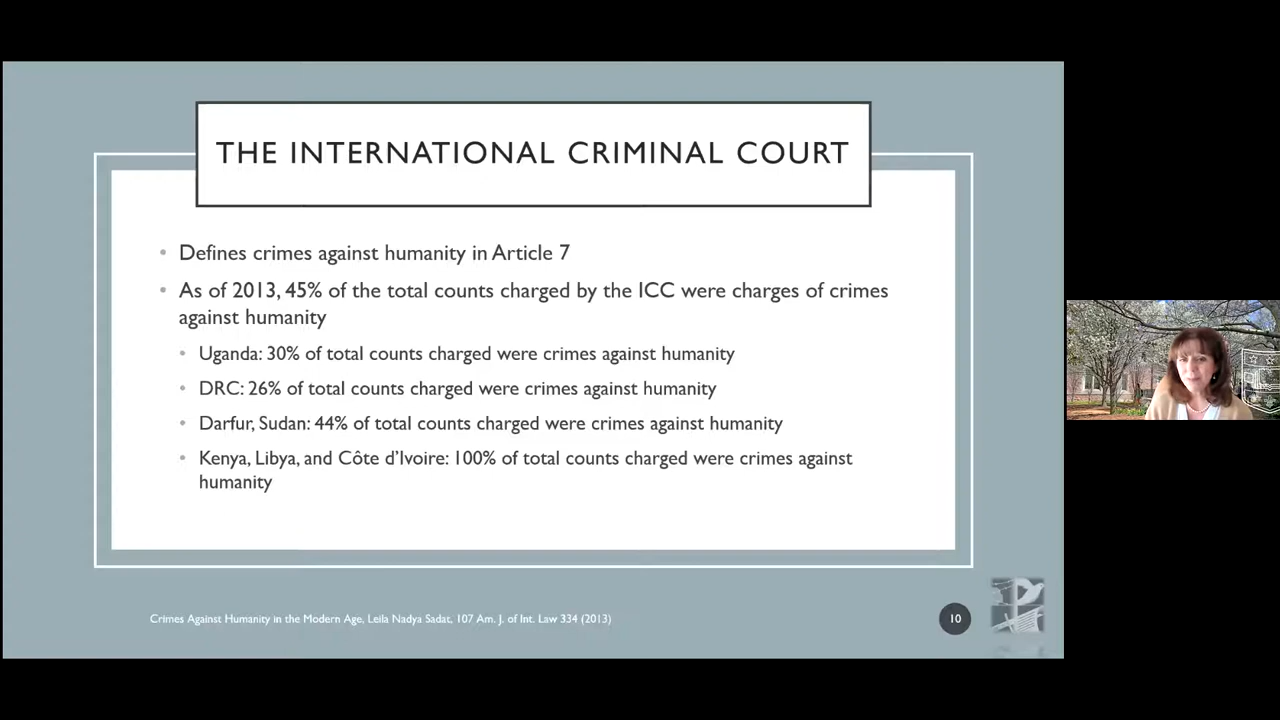 THE INTERNATIONAL CRIMINAL COURT
• Defines crimes against humanity in Article 7
• As of 2013, 45% of the total counts charged by the ICC were charges of crimes
against humanity
• Uganda: 30% of total counts charged were crimes against humanity
• DRC: 26% of total counts charged were crimes against humanity
• Darfur, Sudan: 44% of total counts charged were crimes against humanity
• Kenya, Libya, and Côte d’Ivoire: 100% of total counts charged were crimes against
humanity
Crimes Against Humanity in the Modern Age, Leila Nadya Sadat, 107 Am. J. of Int. Law 334 (2013)
10